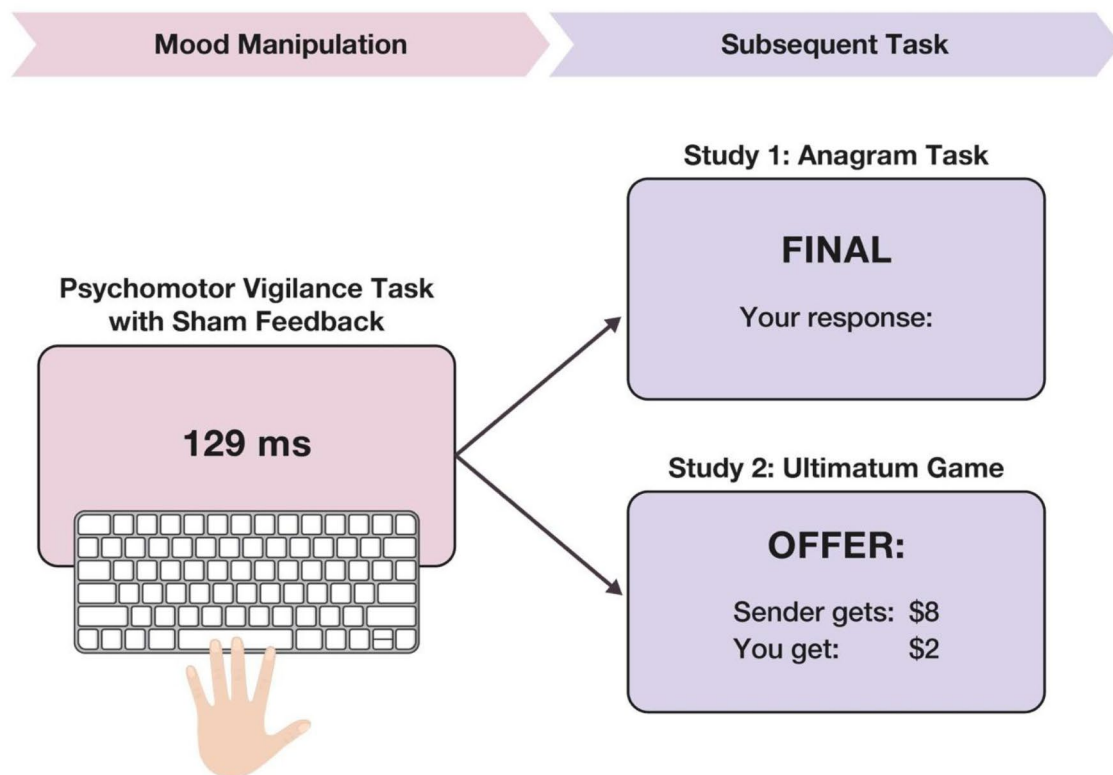 Mood Manipulation
Subsequent Task
Psychomotor Vigilance Task
with Sham Feedback
129 ms
Study 1: Anagram Task
FINAL
Your response:
Study 2: Ultimatum Game
OFFER:
Sender gets: $8
You get: $2